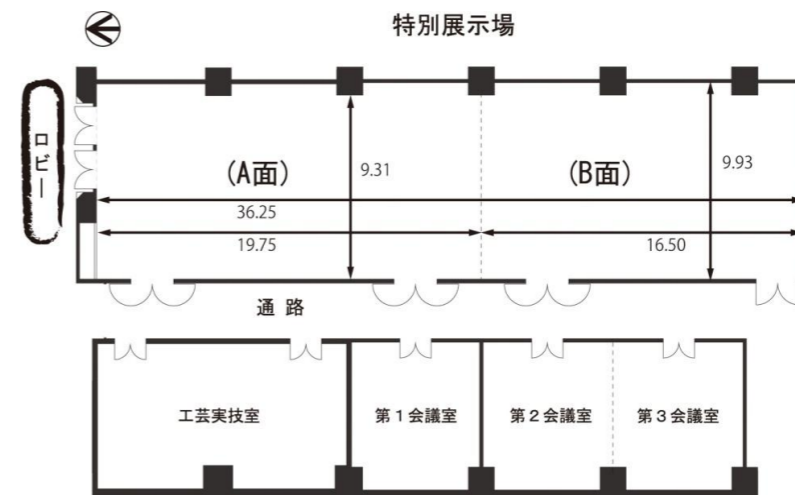 特別展示場
ロビー
(A面)
9.31
(B面)
9.93
36.25
19.75
16.50
通路
工芸実技室
第1会議室
第2会議室
第3会議室